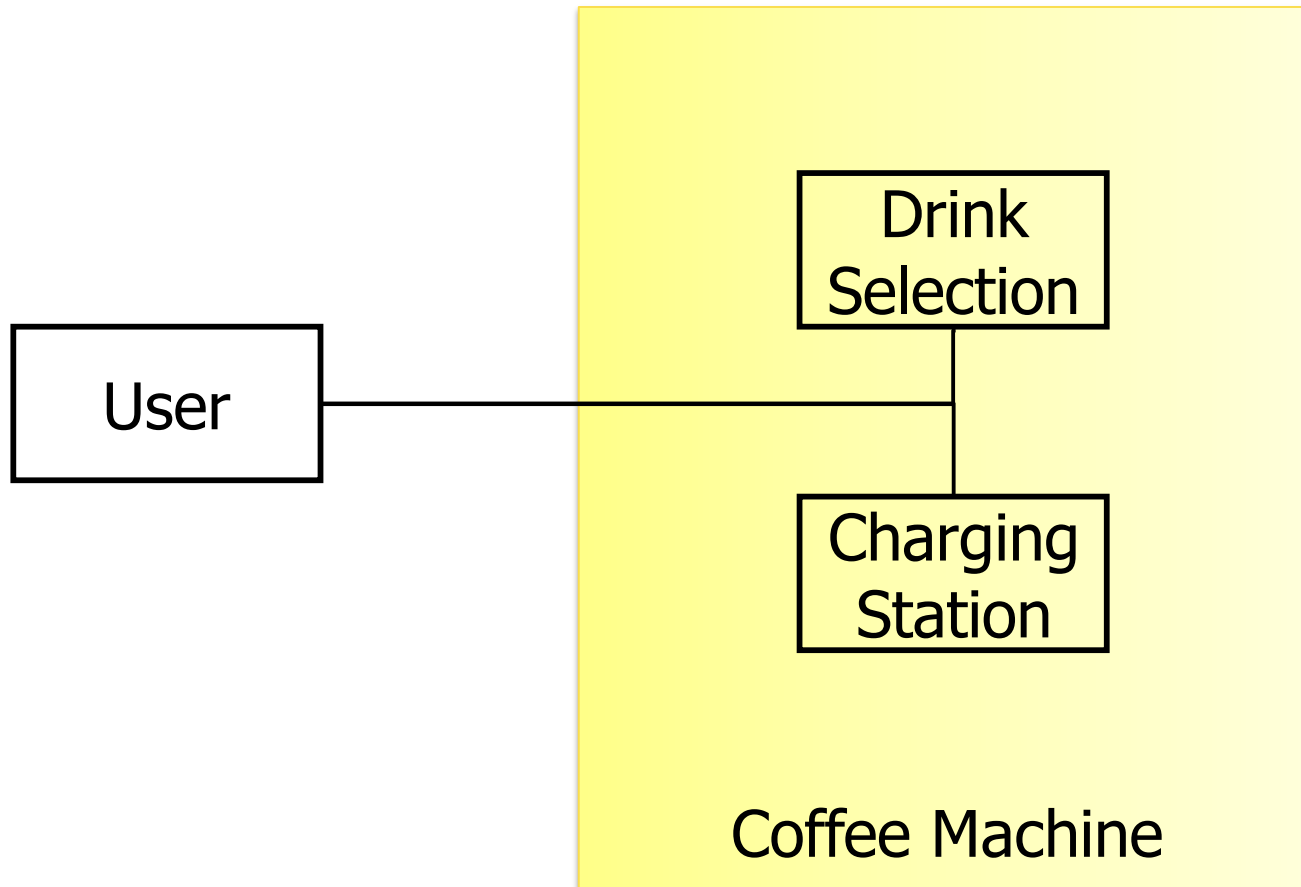 Drink
Selection
User
Charging
Station
Coffee Machine